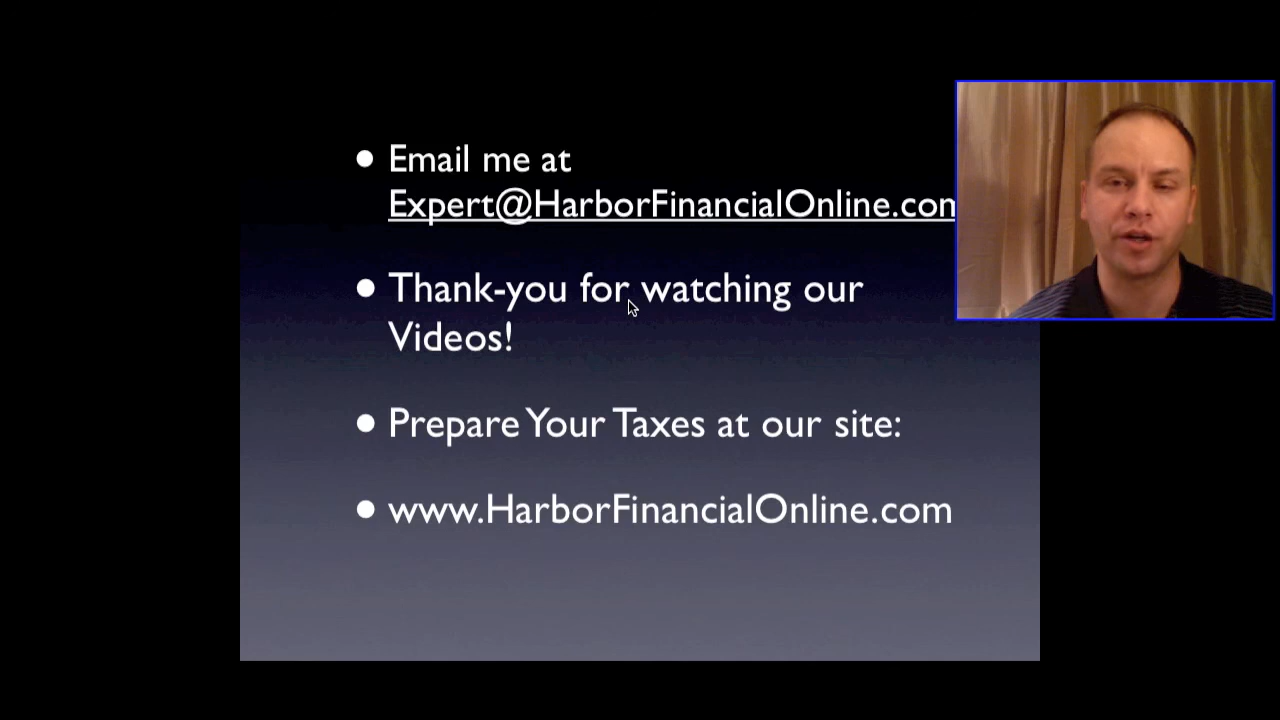 Email me at
Expert@HarborFinancialOnline.com
Thank-you for watching our
Videos!
Prepare Your Taxes at our site:
www.HarborFinancialOnline.com